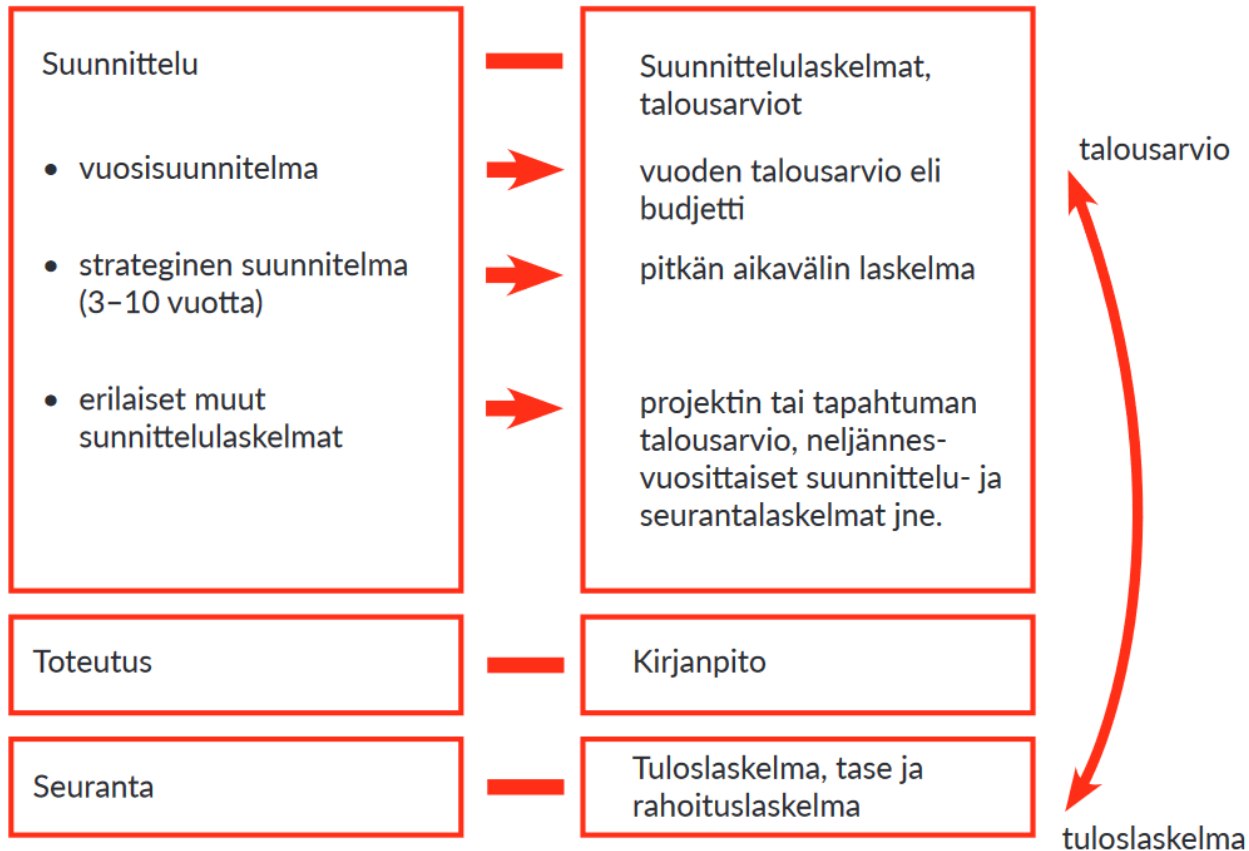 Suunnittelu
Suunnittelulaskelmat,
talousarviot
• vuosisuunnitelma
vuoden talousarvio eli
budjetti
• strateginen suunnitelma
(3–10 vuotta)
pitkän aikavälin laskelma
• erilaiset muut
sunnittelulaskelmat
projektin tai tapahtuman
talousarvio, neljännes-
vuosittaiset suunnittelu- ja
seurantalaskelmat jne.
talousarvio
Toteutus
Kirjanpito
Seuranta
Tuloslaskelma, tase ja
rahoituslaskelma
tuloslaskelma